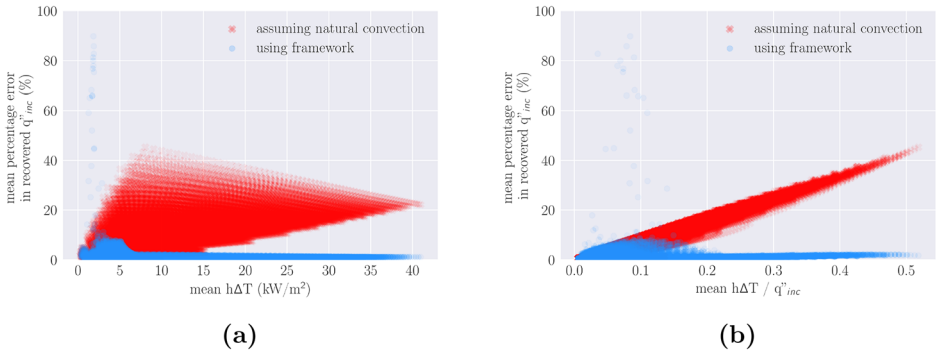 100
80
60
40
20
0
mean percentage error
in recovered q"inc (%)
assuming natural convection
using framework
0 5 10 15 20 25 30 35 40
mean hΔT (kW/m²)
(a)
100
80
60
40
20
0
mean percentage error
in recovered q"inc (%)
assuming natural convection
using framework
0.0 0.1 0.2 0.3 0.4 0.5
mean hΔT / q"inc
(b)